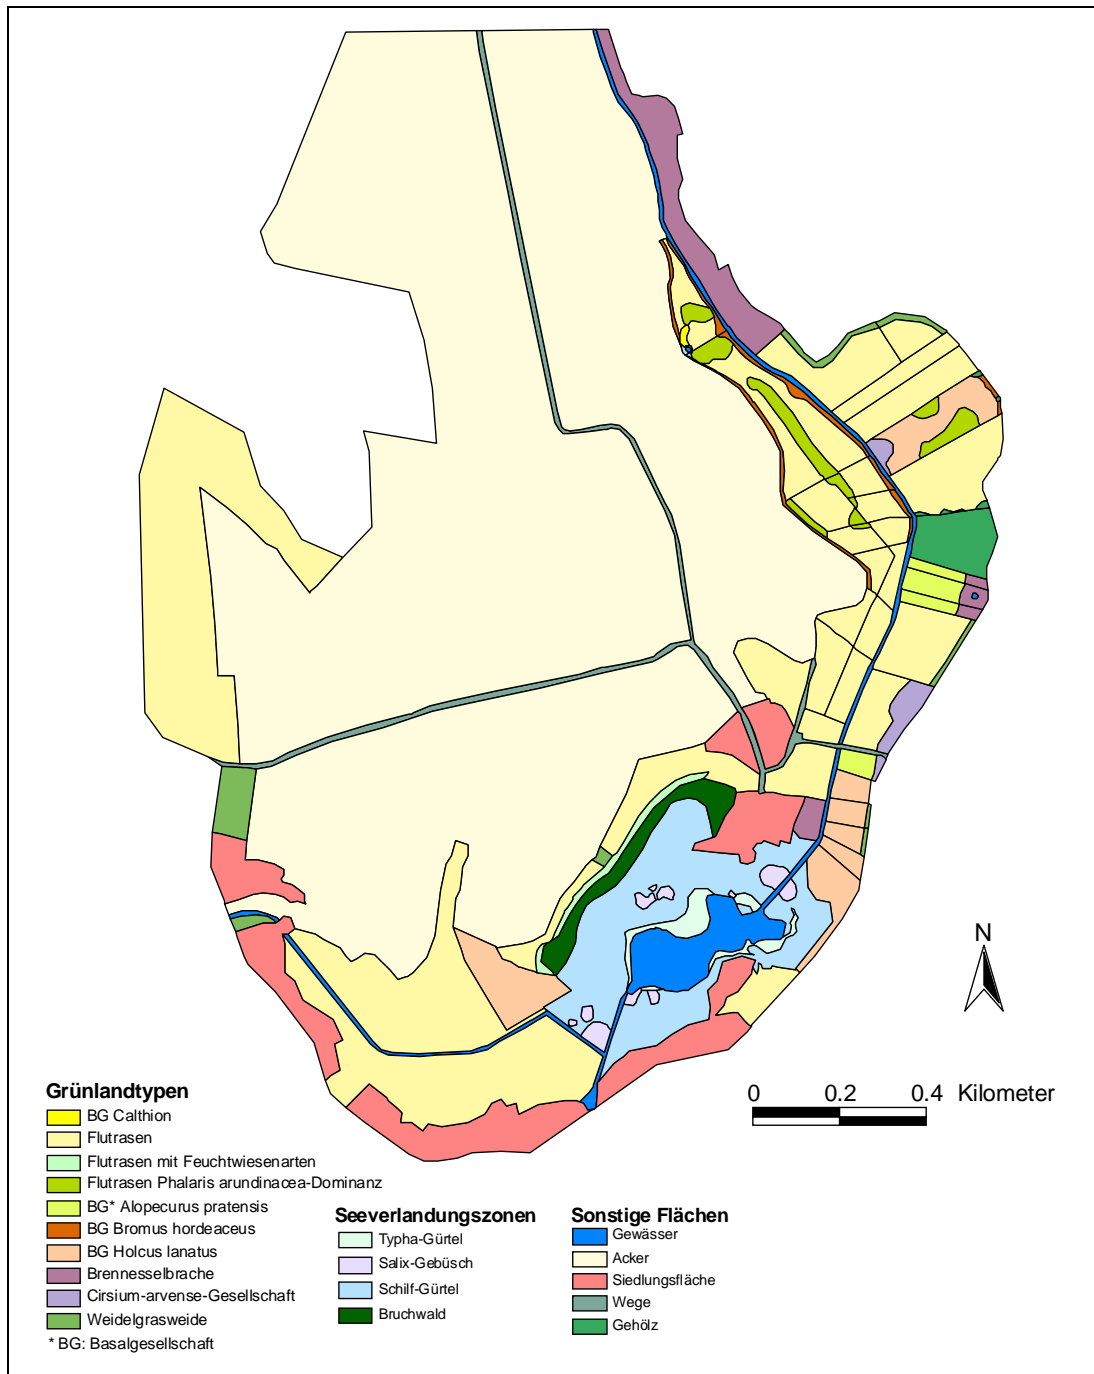 N
0 0.2 0.4 Kilometer
Grünlandtypen
BG Calthion
Flutrasen
Flutrasen mit Feuchtwiesenarten
Flutrasen Phalaris arundinacea-Dominanz
BG* Alopecurus pratensis
BG Bromus hordeaceus
BG Holcus lanatus
Brennesselbrache
Cirsium-arvense-Gesellschaft
Weidelgrasweide
* BG: Basalgesellschaft
Seeverlandungszonen
Typha-Gürtel
Salix-Gebüsch
Schilf-Gürtel
Bruchwald
Sonstige Flächen
Gewässer
Acker
Siedlungsfläche
Wege
Gehölz